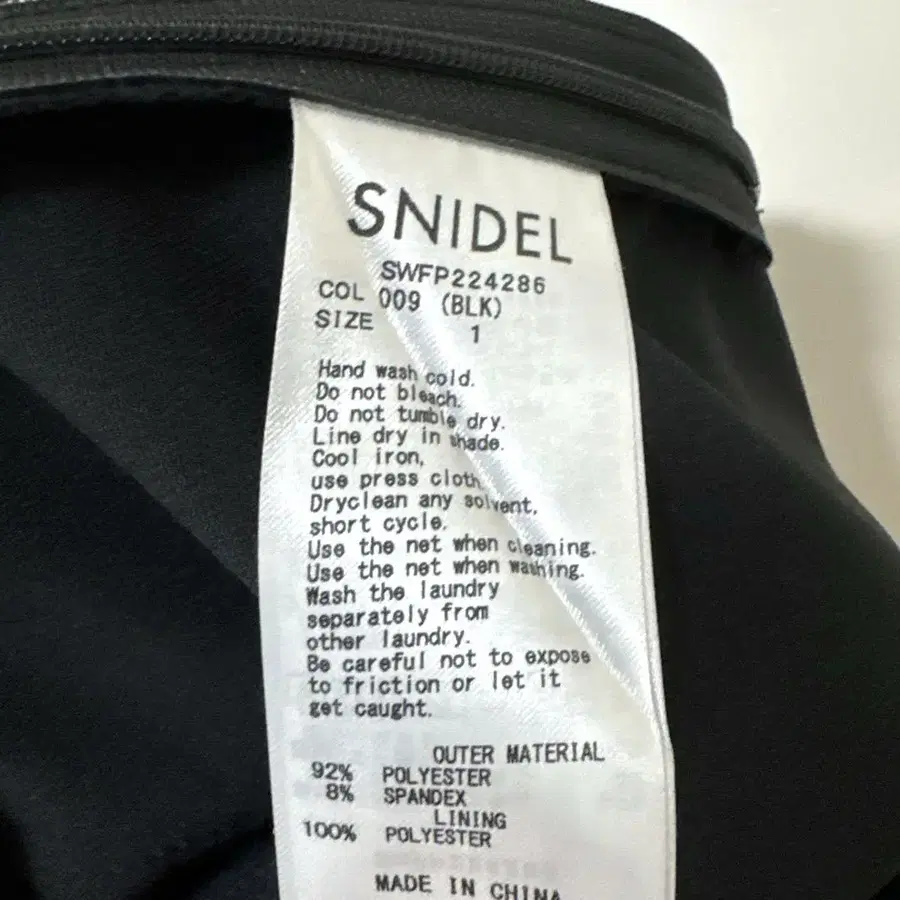 SNIDEL
SWFP224286
COL 009 (BLK)
SIZE 1
Hand wash cold.
Do not bleach.
Do not tumble dry.
Line dry in shade.
Cool iron,
use press cloth
Dryclean any solvent,
short cycle.
Use the net when cleaning.
Use the net when washing.
Wash the laundry
separately from
other laundry.
Be careful not to expose
to friction or let it
get caught.
OUTER MATERIAL
92% POLYESTER
8% SPANDEX
LINING
100% POLYESTER
MADE IN CHINA